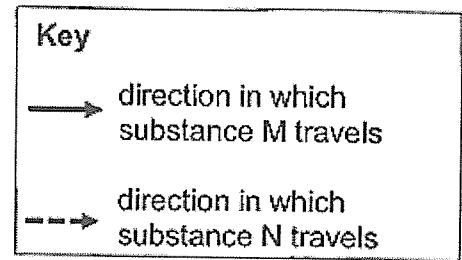 Key
direction in which
substance M travels
direction in which
substance N travels